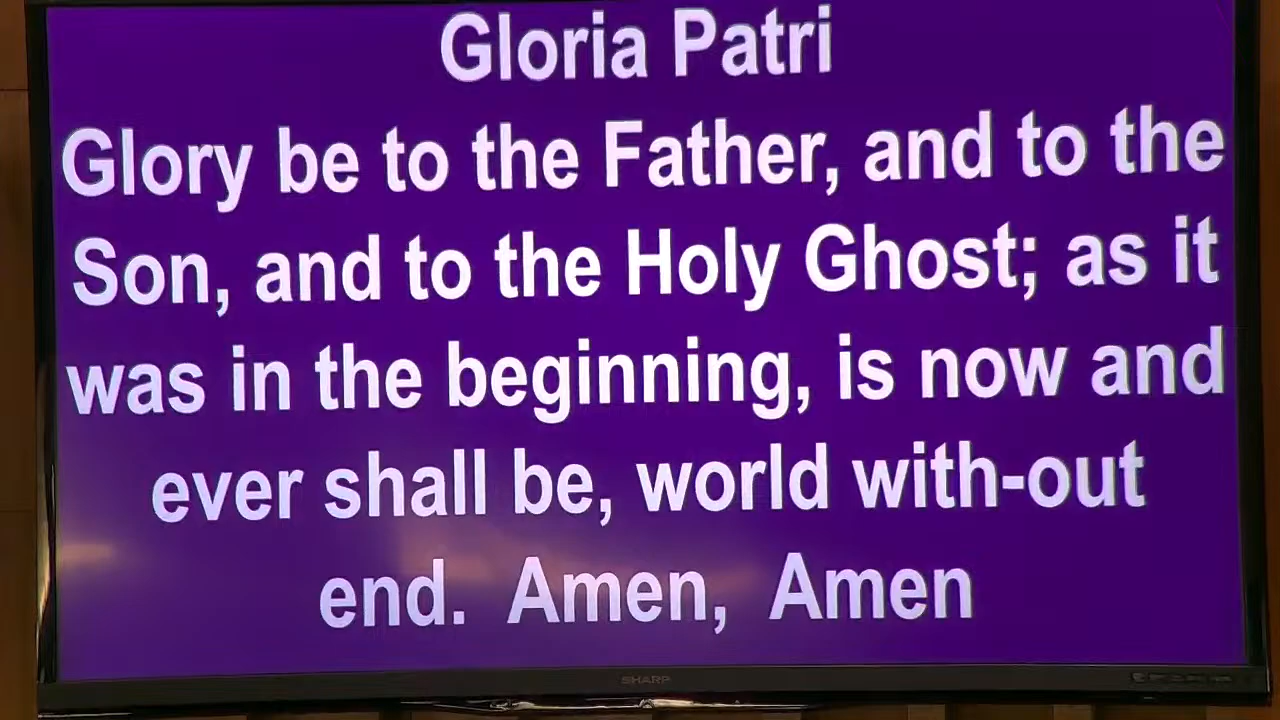 Gloria Patri
Glory be to the Father, and to the
Son, and to the Holy Ghost; as it
was in the beginning, is now and
ever shall be, world with-out
end. Amen, Amen
SHARP